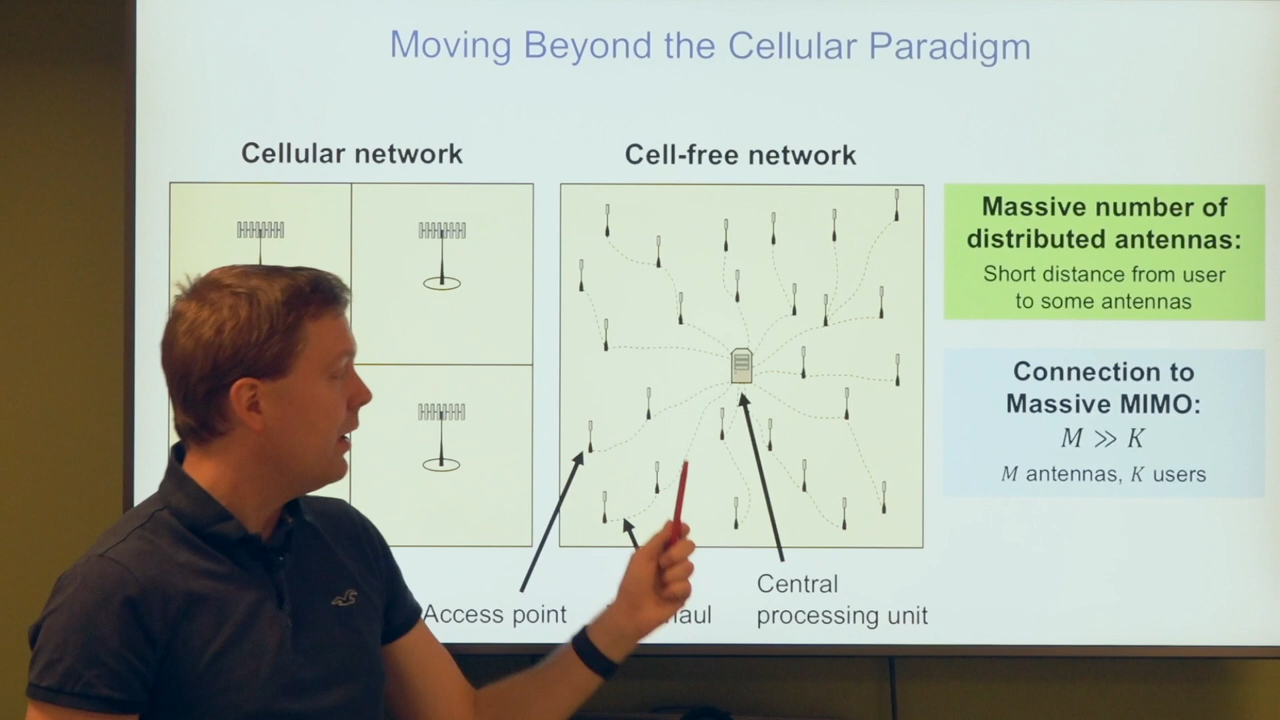 Moving Beyond the Cellular Paradigm
Cellular network
Cell-free network
Massive number of
distributed antennas:
Short distance from user
to some antennas
Connection to
Massive MIMO:
M ≫ K
M antennas, K users
Access point
Central
processing unit